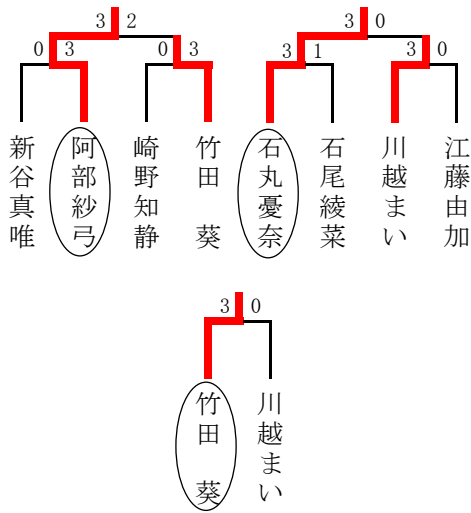 3 2
3 0
0 3
0 3
3 1
3 0
新谷真唯
阿部紗弓
崎野知静
竹田　葵
石丸憂奈
石尾綾菜
川越まい
江藤由加
3 0
竹田　葵
川越まい